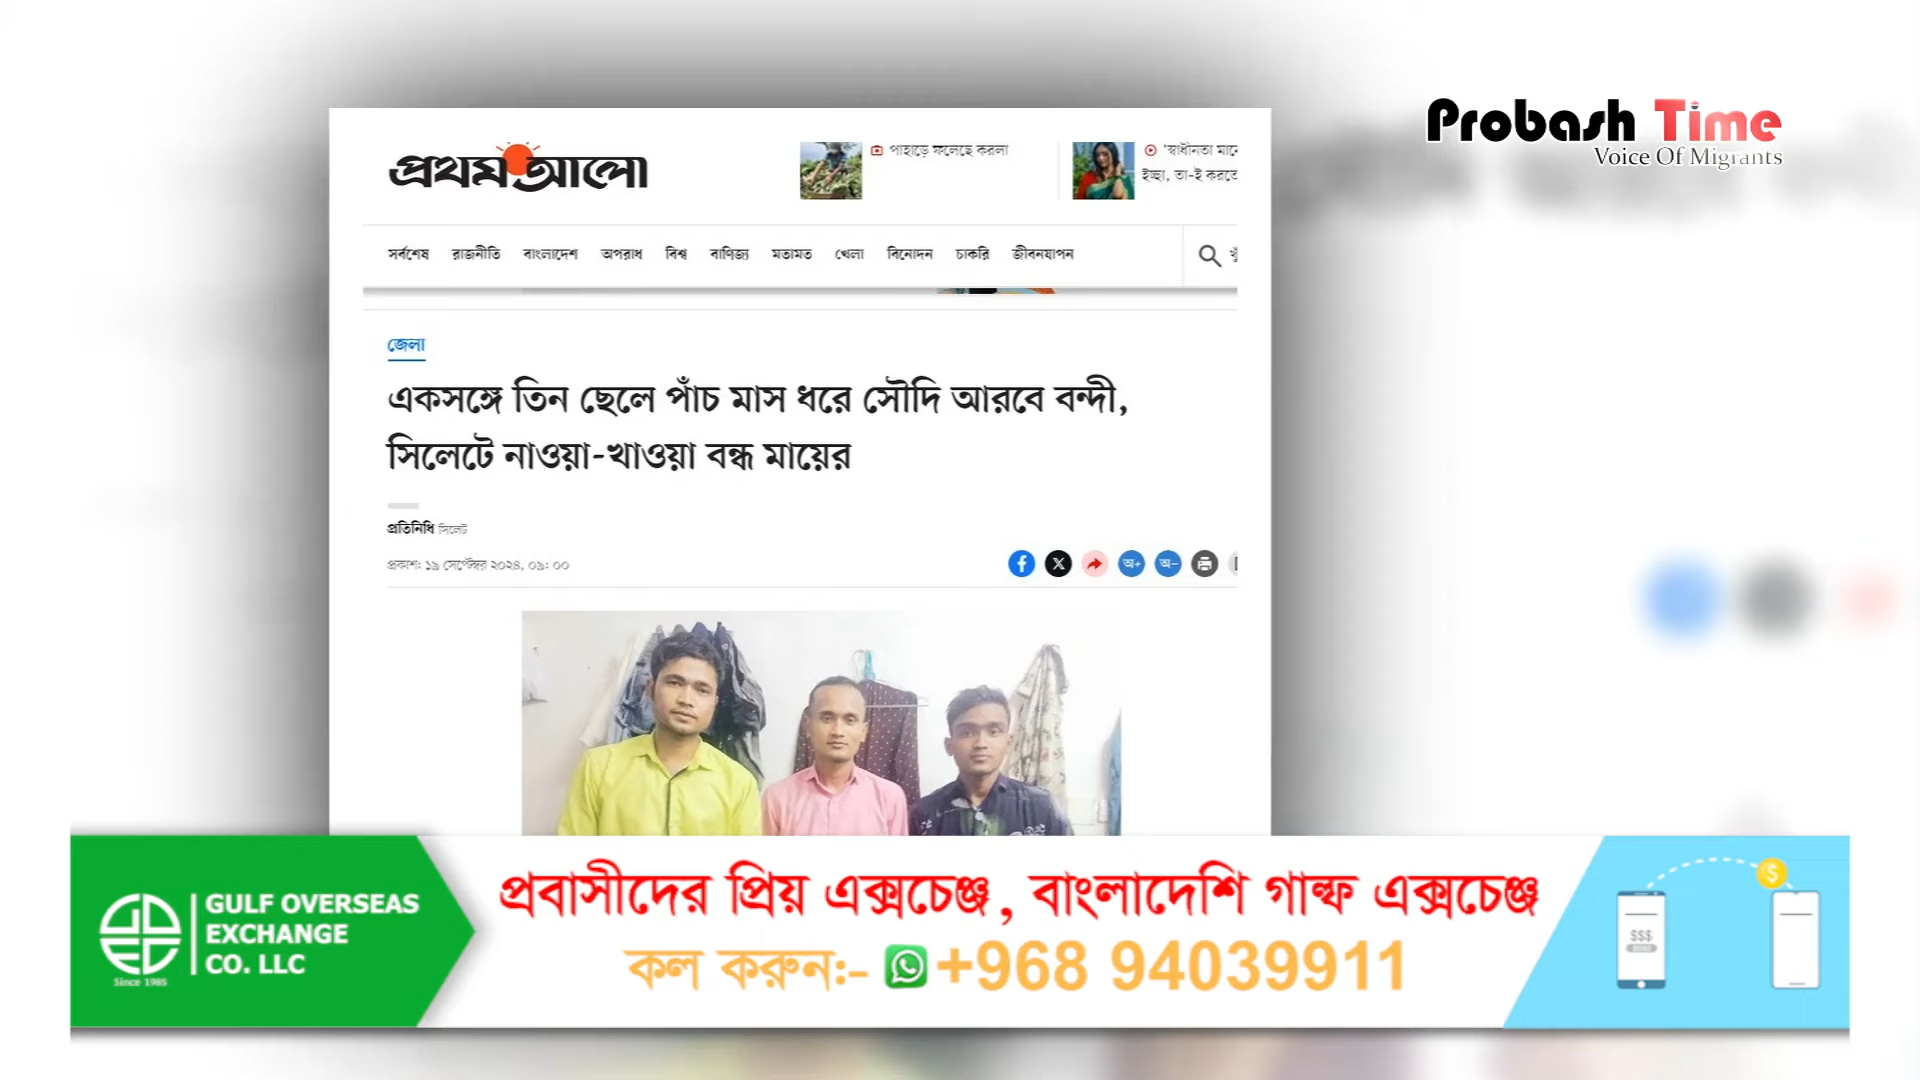 Probash Time
Voice Of Migrants
প্রথম আলো
পাহাড়ে ফলেছে করলা
‘স্বাধীনতা মানে
ইচ্ছা, তা-ই করতে
সর্বশেষ রাজনীতি বাংলাদেশ অপরাধ বিশ্ব বাণিজ্য মতামত খেলা বিনোদন চাকরি জীবনযাপন
জেলা
একসঙ্গে তিন ছেলে পাঁচ মাস ধরে সৌদি আরবে বন্দী,
সিলেটে নাওয়া-খাওয়া বন্ধ মায়ের
প্রতিনিধি সিলেট
প্রকাশ: ১৯ সেপ্টেম্বর ২০২৪, ০৯: ০০
অ+ অ−
GULF OVERSEAS
EXCHANGE
CO. LLC
Since 1985
প্রবাসীদের প্রিয় এক্সচেঞ্জ, বাংলাদেশি গাল্ফ এক্সচেঞ্জ
কল করুন:- +968 94039911
$$$
$